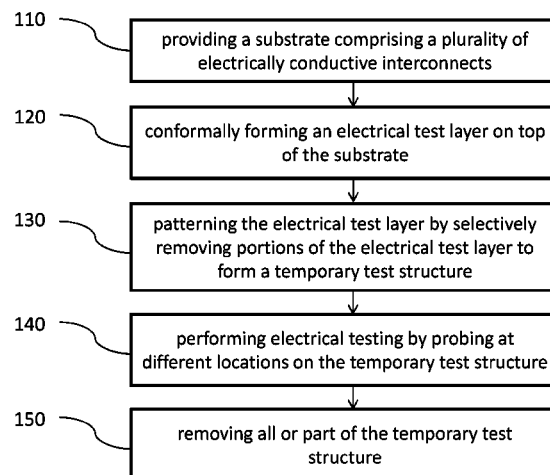 110
providing a substrate comprising a plurality of
electrically conductive interconnects
120
conformally forming an electrical test layer on top
of the substrate
130
patterning the electrical test layer by selectively
removing portions of the electrical test layer to
form a temporary test structure
140
performing electrical testing by probing at
different locations on the temporary test structure
150
removing all or part of the temporary test
structure